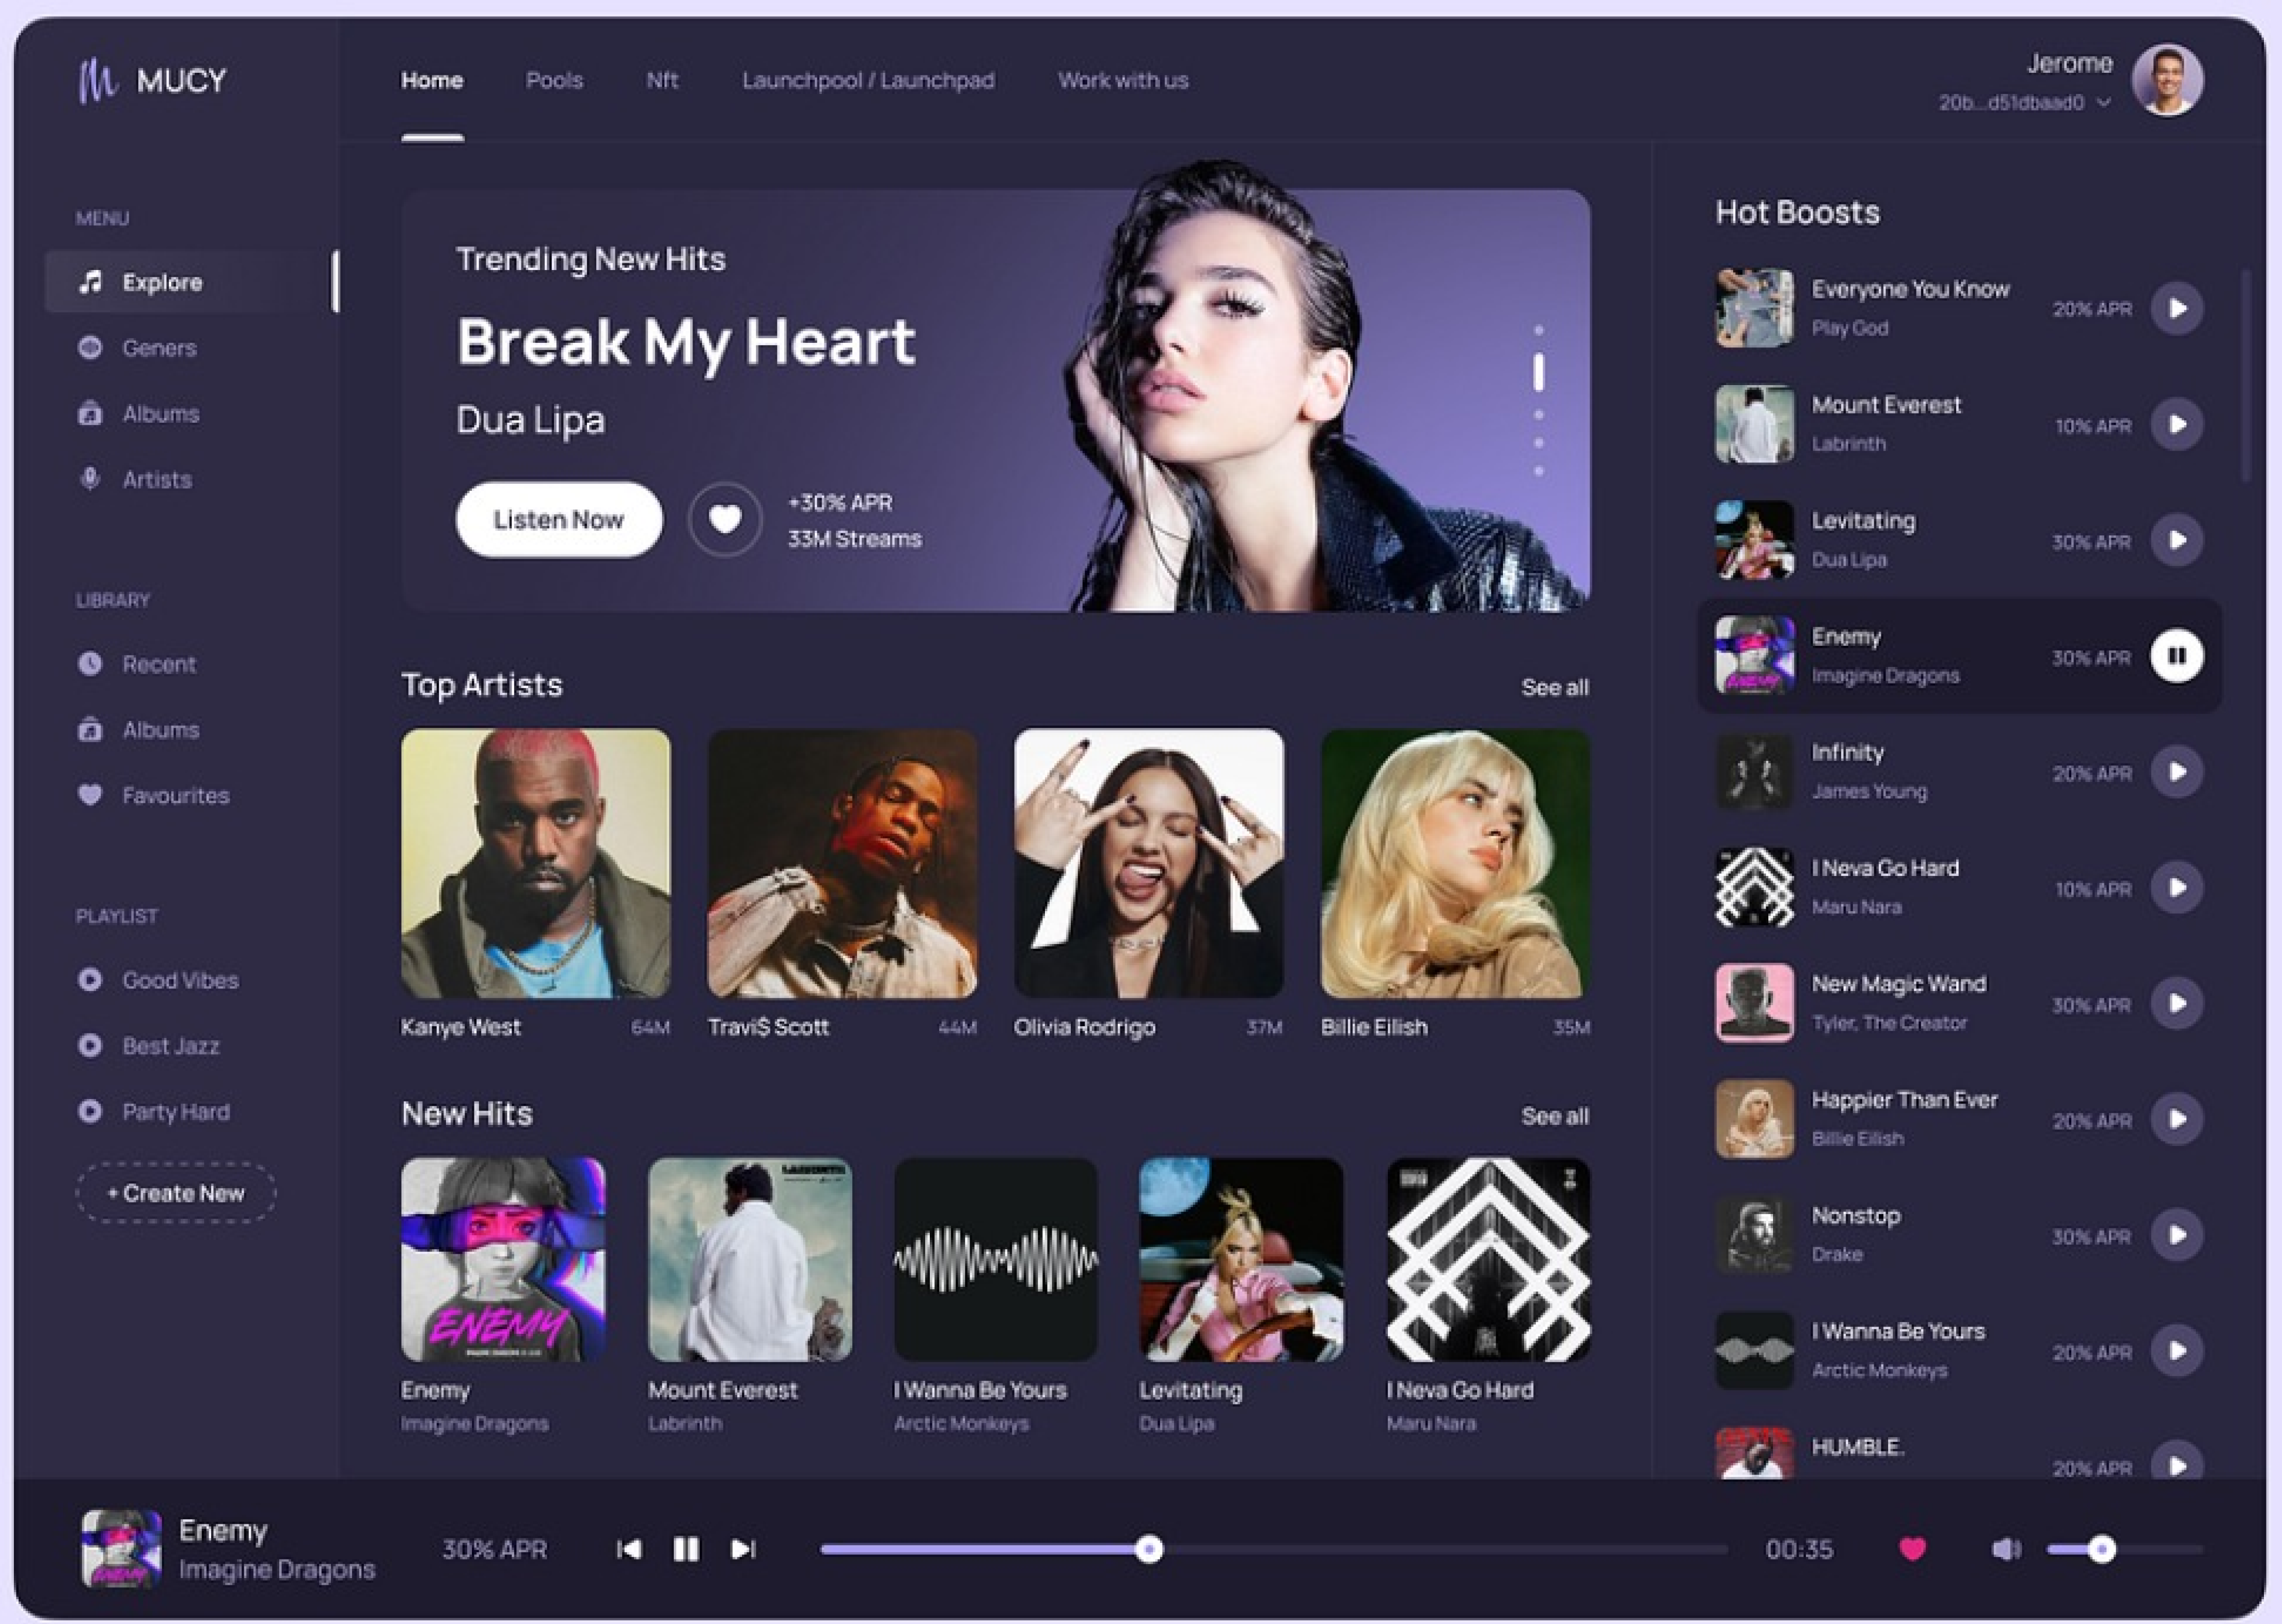 MUCY
Home
Pools
Nft
Launchpool / Launchpad
Work with us
Jerome
20b...d51dbaad0
MENU
Explore
Geners
Albums
Artists
LIBRARY
Recent
Albums
Favourites
PLAYLIST
Good Vibes
Best Jazz
Party Hard
+ Create New
Trending New Hits
Break My Heart
Dua Lipa
Listen Now
+30% APR
33M Streams
Top Artists
See all
Kanye West
64M
Travi$ Scott
44M
Olivia Rodrigo
37M
Billie Eilish
35M
New Hits
See all
ENEMY
Enemy
Imagine Dragons
LABRINTH
Mount Everest
Labrinth
I Wanna Be Yours
Arctic Monkeys
Levitating
Dua Lipa
I Neva Go Hard
Maru Nara
Hot Boosts
Everyone You Know
Play God
20% APR
Mount Everest
Labrinth
10% APR
Levitating
Dua Lipa
30% APR
ENEMY
Enemy
Imagine Dragons
30% APR
Infinity
James Young
20% APR
I Neva Go Hard
Maru Nara
10% APR
New Magic Wand
Tyler, The Creator
30% APR
Happier Than Ever
Billie Eilish
20% APR
Nonstop
Drake
30% APR
I Wanna Be Yours
Arctic Monkeys
20% APR
HUMBLE.
20% APR
ENEMY
Enemy
Imagine Dragons
30% APR
00:35